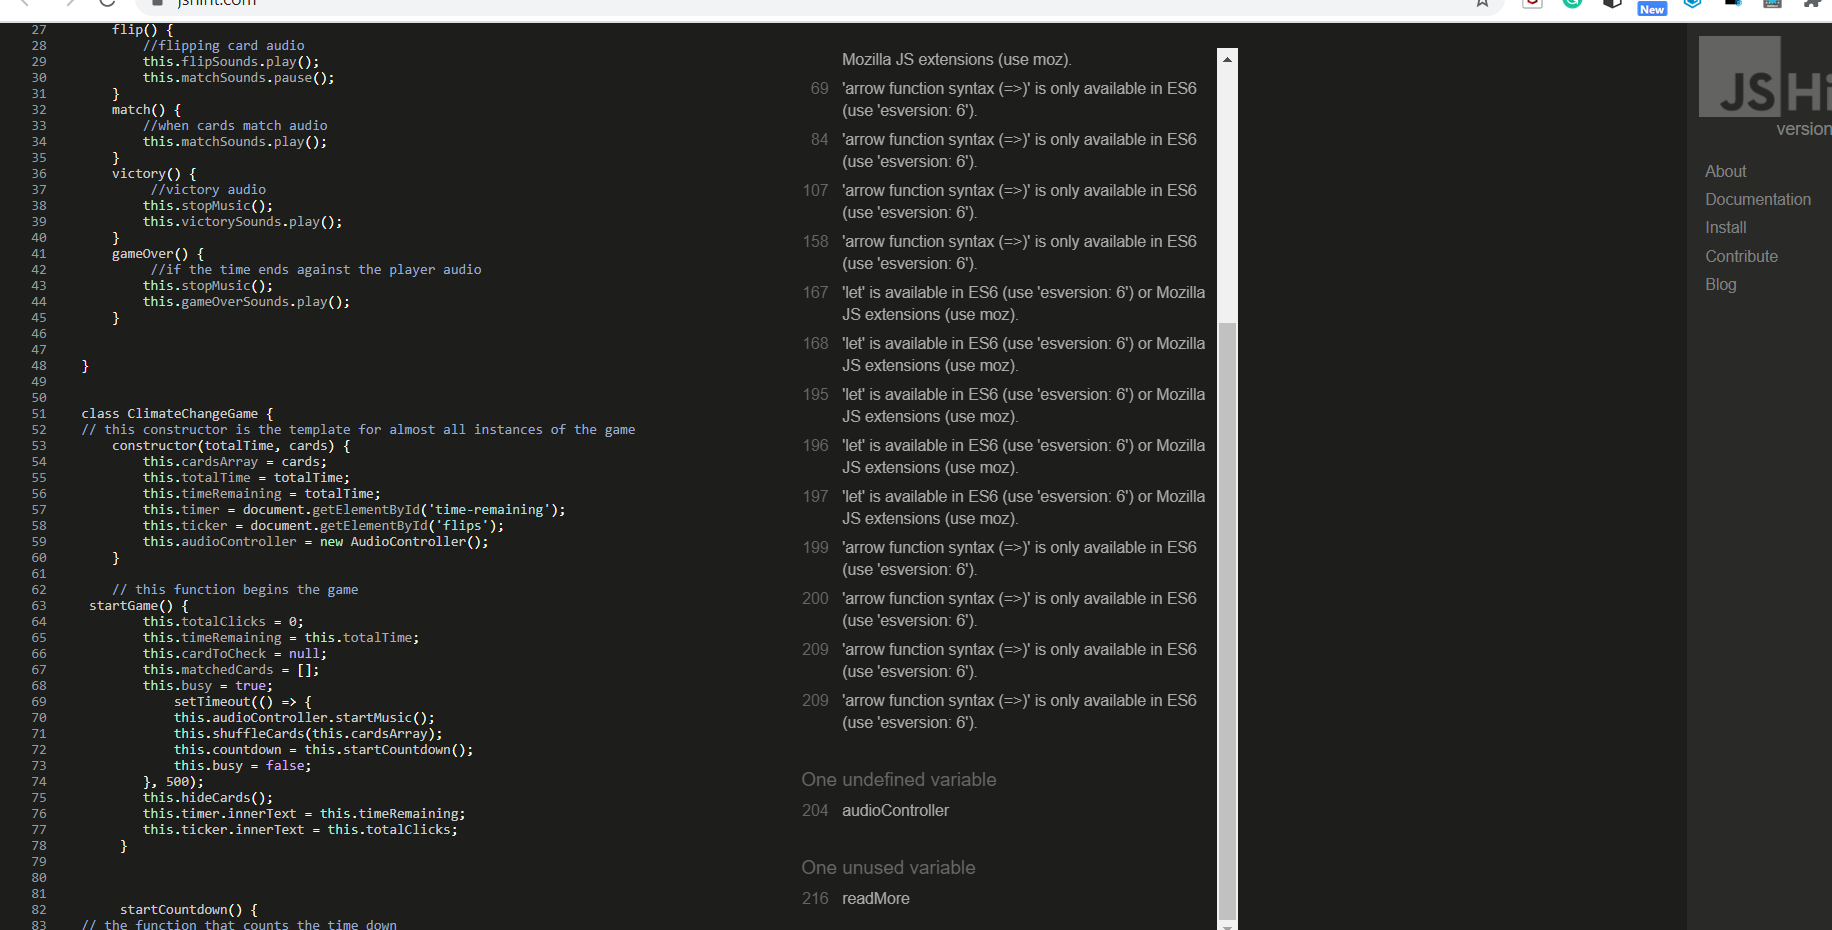 jshint.com
New
27 flip() {
28 //flipping card audio
29 this.flipSounds.play();
30 this.matchSounds.pause();
31 }
32 match() {
33 //when cards match audio
34 this.matchSounds.play();
35 }
36 victory() {
37 //victory audio
38 this.stopMusic();
39 this.victorySounds.play();
40 }
41 gameOver() {
42 //if the time ends against the player audio
43 this.stopMusic();
44 this.gameOverSounds.play();
45 }
46
47
48 }
49
50
51 class ClimateChangeGame {
52 // this constructor is the template for almost all instances of the game
53 constructor(totalTime, cards) {
54 this.cardsArray = cards;
55 this.totalTime = totalTime;
56 this.timeRemaining = totalTime;
57 this.timer = document.getElementById('time-remaining');
58 this.ticker = document.getElementById('flips');
59 this.audioController = new AudioController();
60 }
61
62 // this function begins the game
63 startGame() {
64 this.totalClicks = 0;
65 this.timeRemaining = this.totalTime;
66 this.cardToCheck = null;
67 this.matchedCards = [];
68 this.busy = true;
69 setTimeout(() => {
70 this.audioController.startMusic();
71 this.shuffleCards(this.cardsArray);
72 this.countdown = this.startCountdown();
73 this.busy = false;
74 }, 500);
75 this.hideCards();
76 this.timer.innerText = this.timeRemaining;
77 this.ticker.innerText = this.totalClicks;
78 }
79
80
81
82 startCountdown() {
83 // the function that counts the time down
Mozilla JS extensions (use moz).
69 'arrow function syntax (=>)' is only available in ES6
(use 'esversion: 6').
84 'arrow function syntax (=>)' is only available in ES6
(use 'esversion: 6').
107 'arrow function syntax (=>)' is only available in ES6
(use 'esversion: 6').
158 'arrow function syntax (=>)' is only available in ES6
(use 'esversion: 6').
167 'let' is available in ES6 (use 'esversion: 6') or Mozilla
JS extensions (use moz).
168 'let' is available in ES6 (use 'esversion: 6') or Mozilla
JS extensions (use moz).
195 'let' is available in ES6 (use 'esversion: 6') or Mozilla
JS extensions (use moz).
196 'let' is available in ES6 (use 'esversion: 6') or Mozilla
JS extensions (use moz).
197 'let' is available in ES6 (use 'esversion: 6') or Mozilla
JS extensions (use moz).
199 'arrow function syntax (=>)' is only available in ES6
(use 'esversion: 6').
200 'arrow function syntax (=>)' is only available in ES6
(use 'esversion: 6').
209 'arrow function syntax (=>)' is only available in ES6
(use 'esversion: 6').
209 'arrow function syntax (=>)' is only available in ES6
(use 'esversion: 6').
One undefined variable
204 audioController
One unused variable
216 readMore
JSHi
version
About
Documentation
Install
Contribute
Blog